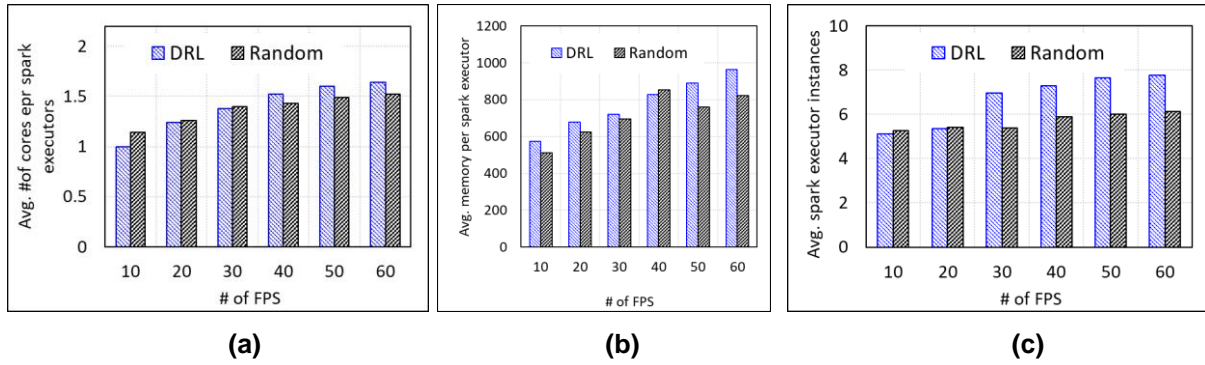 Avg. #of cores epr spark
executors
2
1.5
1
0.5
0
DRL Random
10 20 30 40 50 60
# of FPS
(a)
Avg. memory per spark executor
1200
1000
800
600
400
200
0
DRL Random
10 20 30 40 50 60
# of FPS
(b)
Avg. spark executor instances
10
8
6
4
2
0
DRL Random
10 20 30 40 50 60
# of FPS
(c)